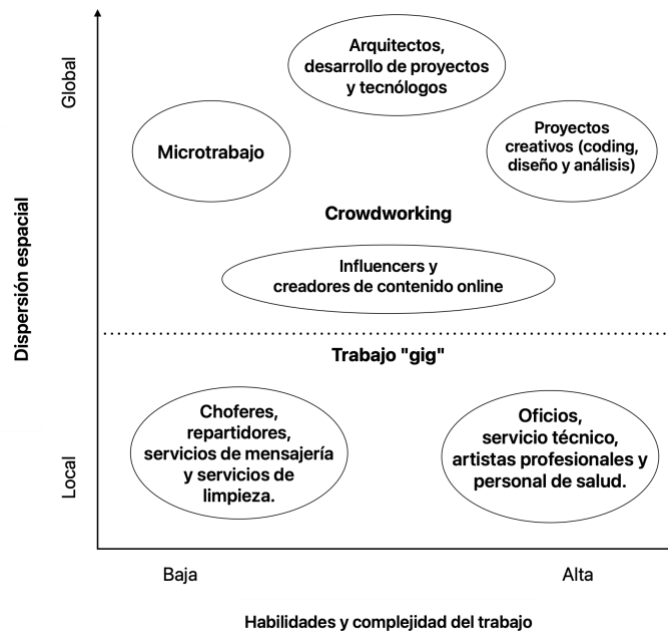 Global
Arquitectos,
desarrollo de proyectos
y tecnólogos
Microtrabajo
Proyectos
creativos (coding,
diseño y análisis)
Crowdworking
Influencers y
creadores de contenido online
Dispersión espacial
Trabajo "gig"
Choferes,
repartidores,
servicios de mensajería
y servicios de
limpieza.
Oficios,
servicio técnico,
artistas profesionales y
personal de salud.
Local
Baja
Alta
Habilidades y complejidad del trabajo